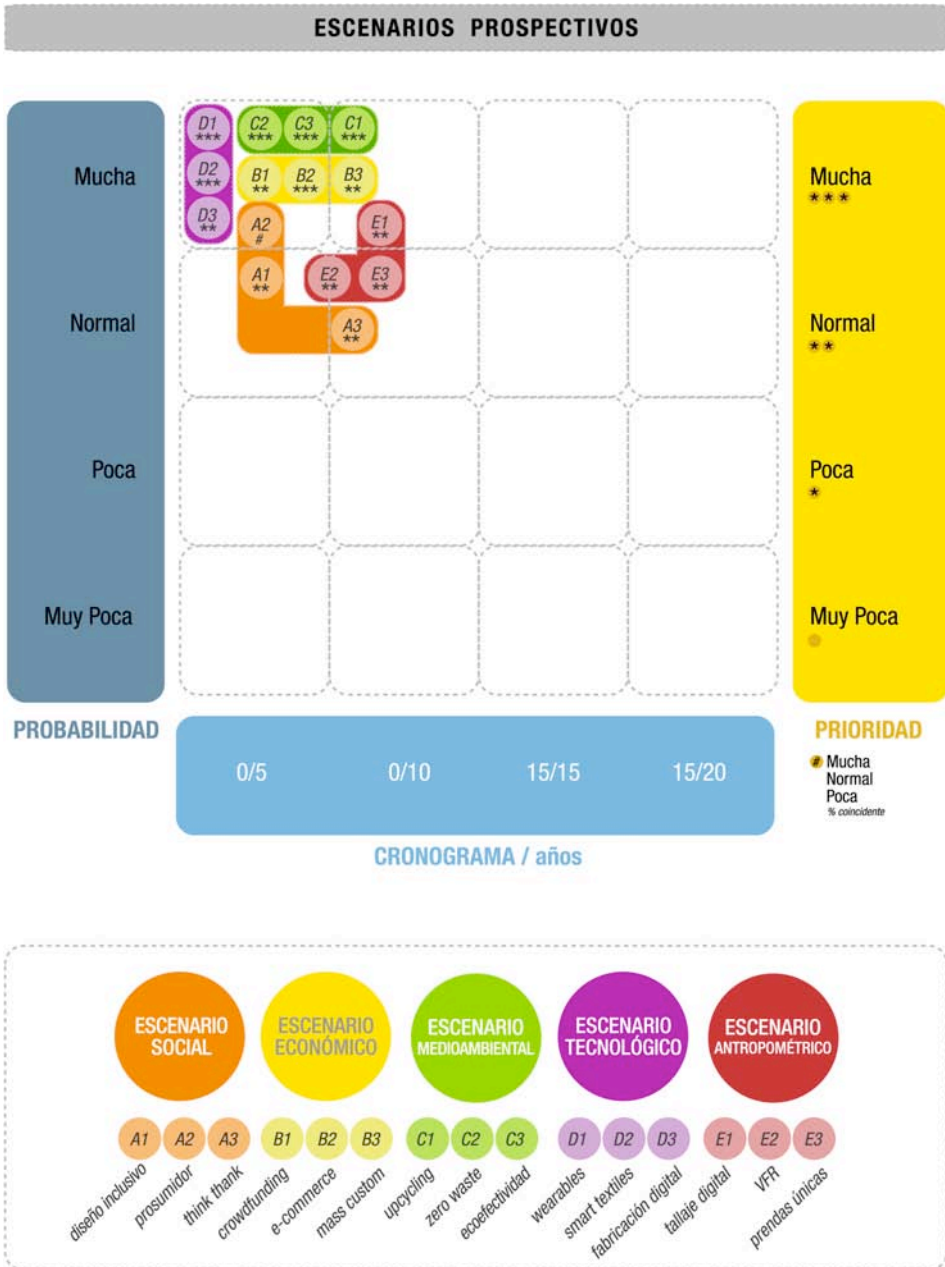 ESCENARIOS PROSPECTIVOS
D1
***
C2
***
C3
***
C1
***
Mucha
D2
***
B1
**
B2
***
B3
**
Mucha
***
D3
**
A2
#
E1
**
A1
**
E2
**
E3
**
Normal
A3
**
Normal
**
Poca
Poca
*
Muy Poca
Muy Poca
PROBABILIDAD
PRIORIDAD
0/5
0/10
15/15
15/20
# Mucha
Normal
Poca
% coincidente
CRONOGRAMA / años
ESCENARIO
SOCIAL
ESCENARIO
ECONÓMICO
ESCENARIO
MEDIOAMBIENTAL
ESCENARIO
TECNOLÓGICO
ESCENARIO
ANTROPOMÉTRICO
A1
A2
A3
B1
B2
B3
C1
C2
C3
D1
D2
D3
E1
E2
E3
diseño inclusivo
prosumidor
think thank
crowdfunding
e-commerce
mass custom
upcycling
zero waste
ecoefectividad
wearables
smart textiles
fabricación digital
tallaje digital
VFR
prendas únicas